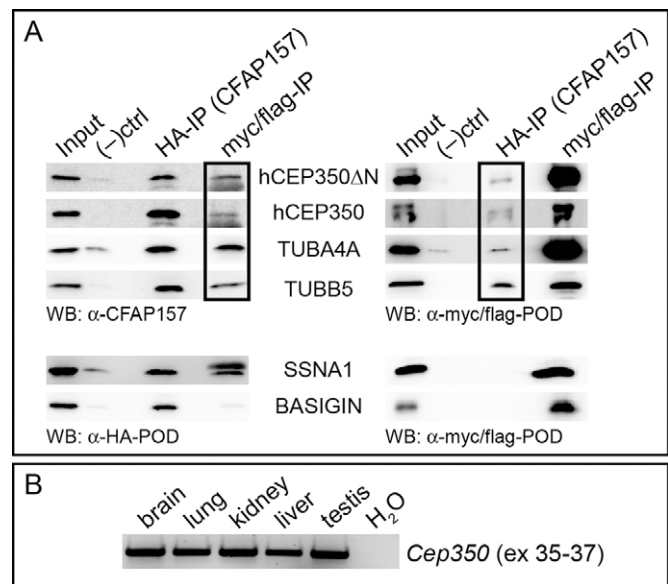 A
Input (–)ctrl HA-IP (CFAP157) myc/flag-IP
Input (–)ctrl HA-IP (CFAP157) myc/flag-IP
hCEP350ΔN
hCEP350
TUBA4A
TUBB5
WB: α-CFAP157
WB: α-myc/flag-POD
SSNA1
BASIGIN
WB: α-HA-POD
WB: α-myc/flag-POD
B
brain lung kidney liver testis H₂O
Cep350 (ex 35-37)